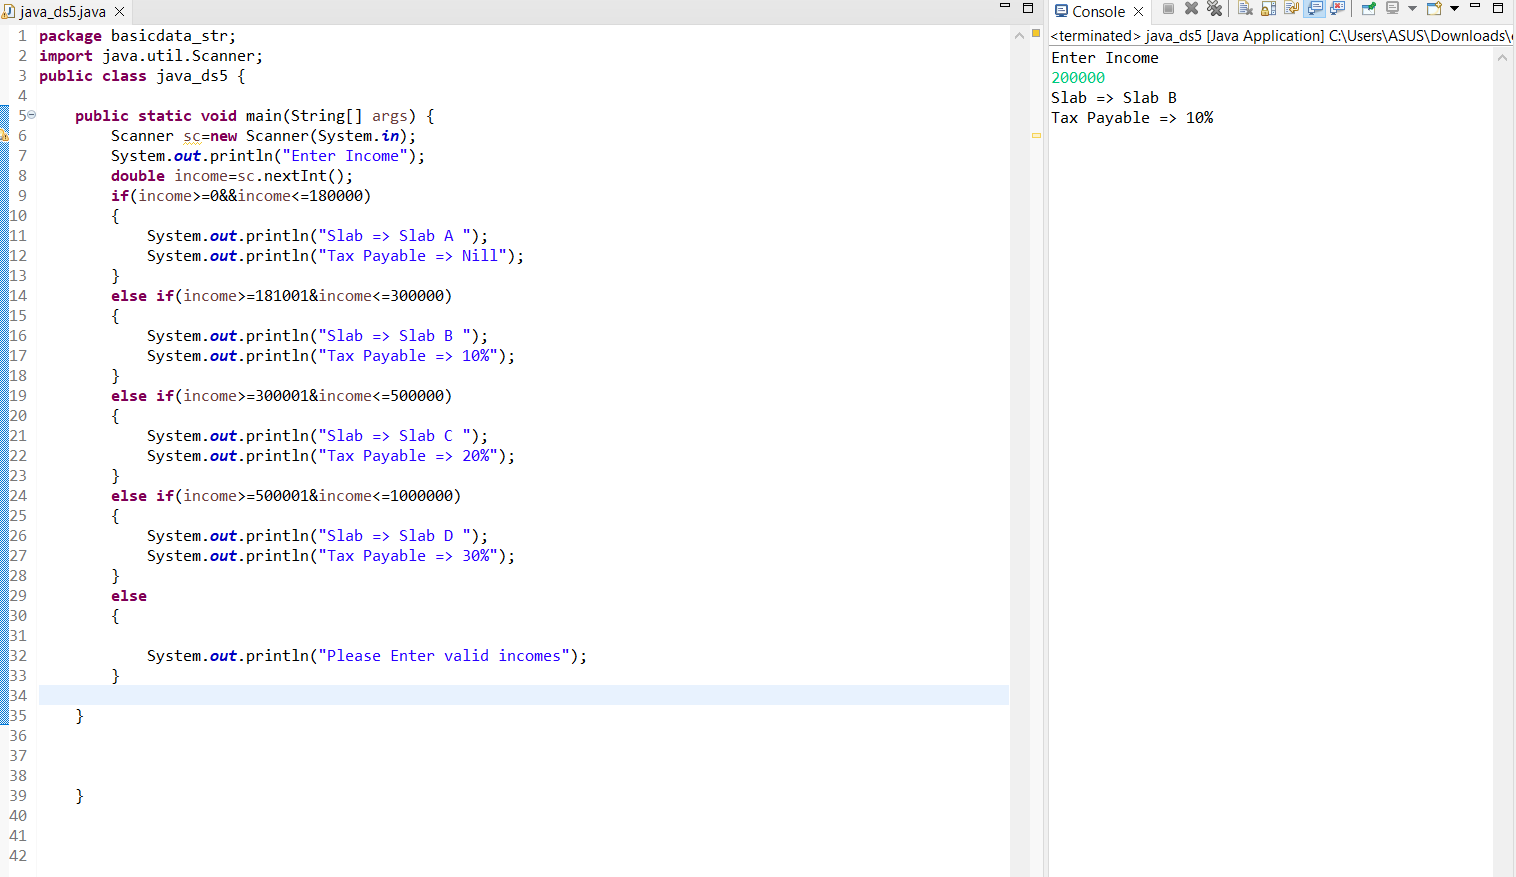 java_ds5.java
1 package basicdata_str;
2 import java.util.Scanner;
3 public class java_ds5 {
4
5 public static void main(String[] args) {
6 Scanner sc=new Scanner(System.in);
7 System.out.println("Enter Income");
8 double income=sc.nextInt();
9 if(income>=0&&income<=180000)
10 {
11 System.out.println("Slab => Slab A ");
12 System.out.println("Tax Payable => Nill");
13 }
14 else if(income>=181001&income<=300000)
15 {
16 System.out.println("Slab => Slab B ");
17 System.out.println("Tax Payable => 10%");
18 }
19 else if(income>=300001&income<=500000)
20 {
21 System.out.println("Slab => Slab C ");
22 System.out.println("Tax Payable => 20%");
23 }
24 else if(income>=500001&income<=1000000)
25 {
26 System.out.println("Slab => Slab D ");
27 System.out.println("Tax Payable => 30%");
28 }
29 else
30 {
31
32 System.out.println("Please Enter valid incomes");
33 }
34
35 }
36
37
38
39 }
40
41
42
Console
<terminated> java_ds5 [Java Application] C:\Users\ASUS\Downloads\
Enter Income
200000
Slab => Slab B
Tax Payable => 10%